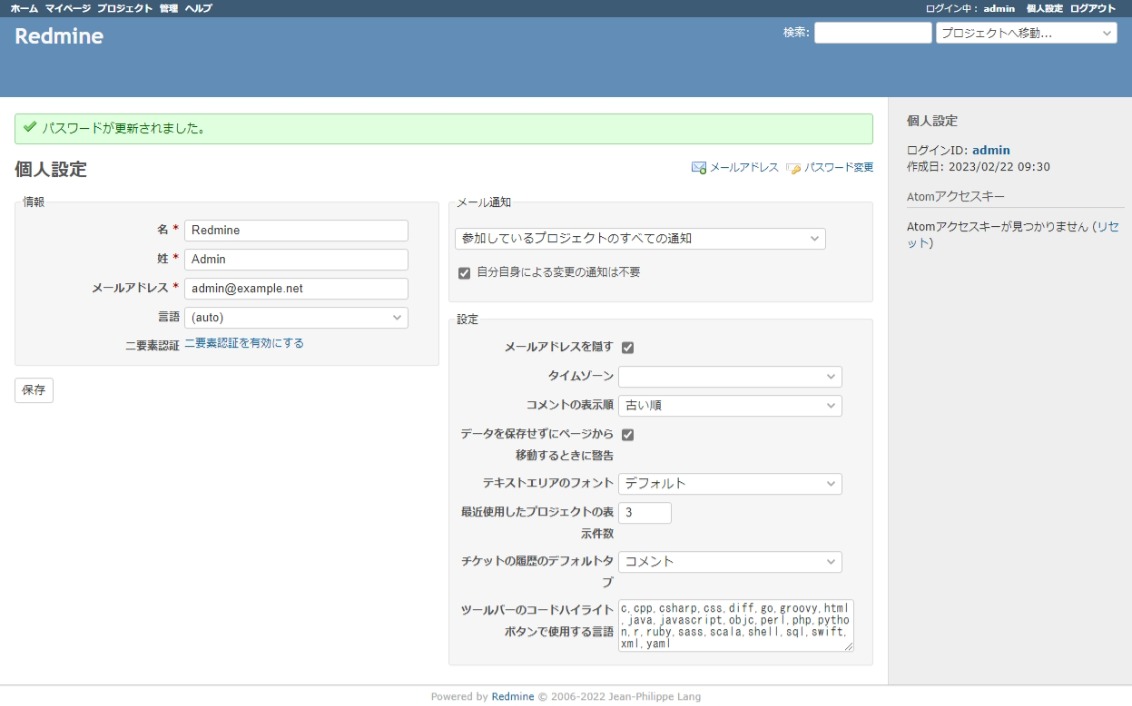 ホーム マイページ プロジェクト 管理 ヘルプ
ログイン中: admin 個人設定 ログアウト
Redmine
検索:
プロジェクトへ移動...
パスワードが更新されました。
個人設定
メールアドレス パスワード変更
情報
名 * Redmine
姓 * Admin
メールアドレス * admin@example.net
言語 (auto)
二要素認証 二要素認証を有効にする
保存
メール通知
参加しているプロジェクトのすべての通知
自分自身による変更の通知は不要
設定
メールアドレスを隠す
タイムゾーン
コメントの表示順 古い順
データを保存せずにページから
移動するときに警告
テキストエリアのフォント デフォルト
最近使用したプロジェクトの表 3
示件数
チケットの履歴のデフォルトタ コメント
ブ
ツールバーのコードハイライト
ボタンで使用する言語
c,cpp,csharp,css,diff,go,groovy,html
,java,javascript,objc,perl,php,pytho
n,r,ruby,sass,scala,shell,sql,swift,
xml,yaml
個人設定
ログインID: admin
作成日: 2023/02/22 09:30
Atomアクセスキー
Atomアクセスキーが見つかりません (リセ
ット)
Powered by Redmine © 2006-2022 Jean-Philippe Lang